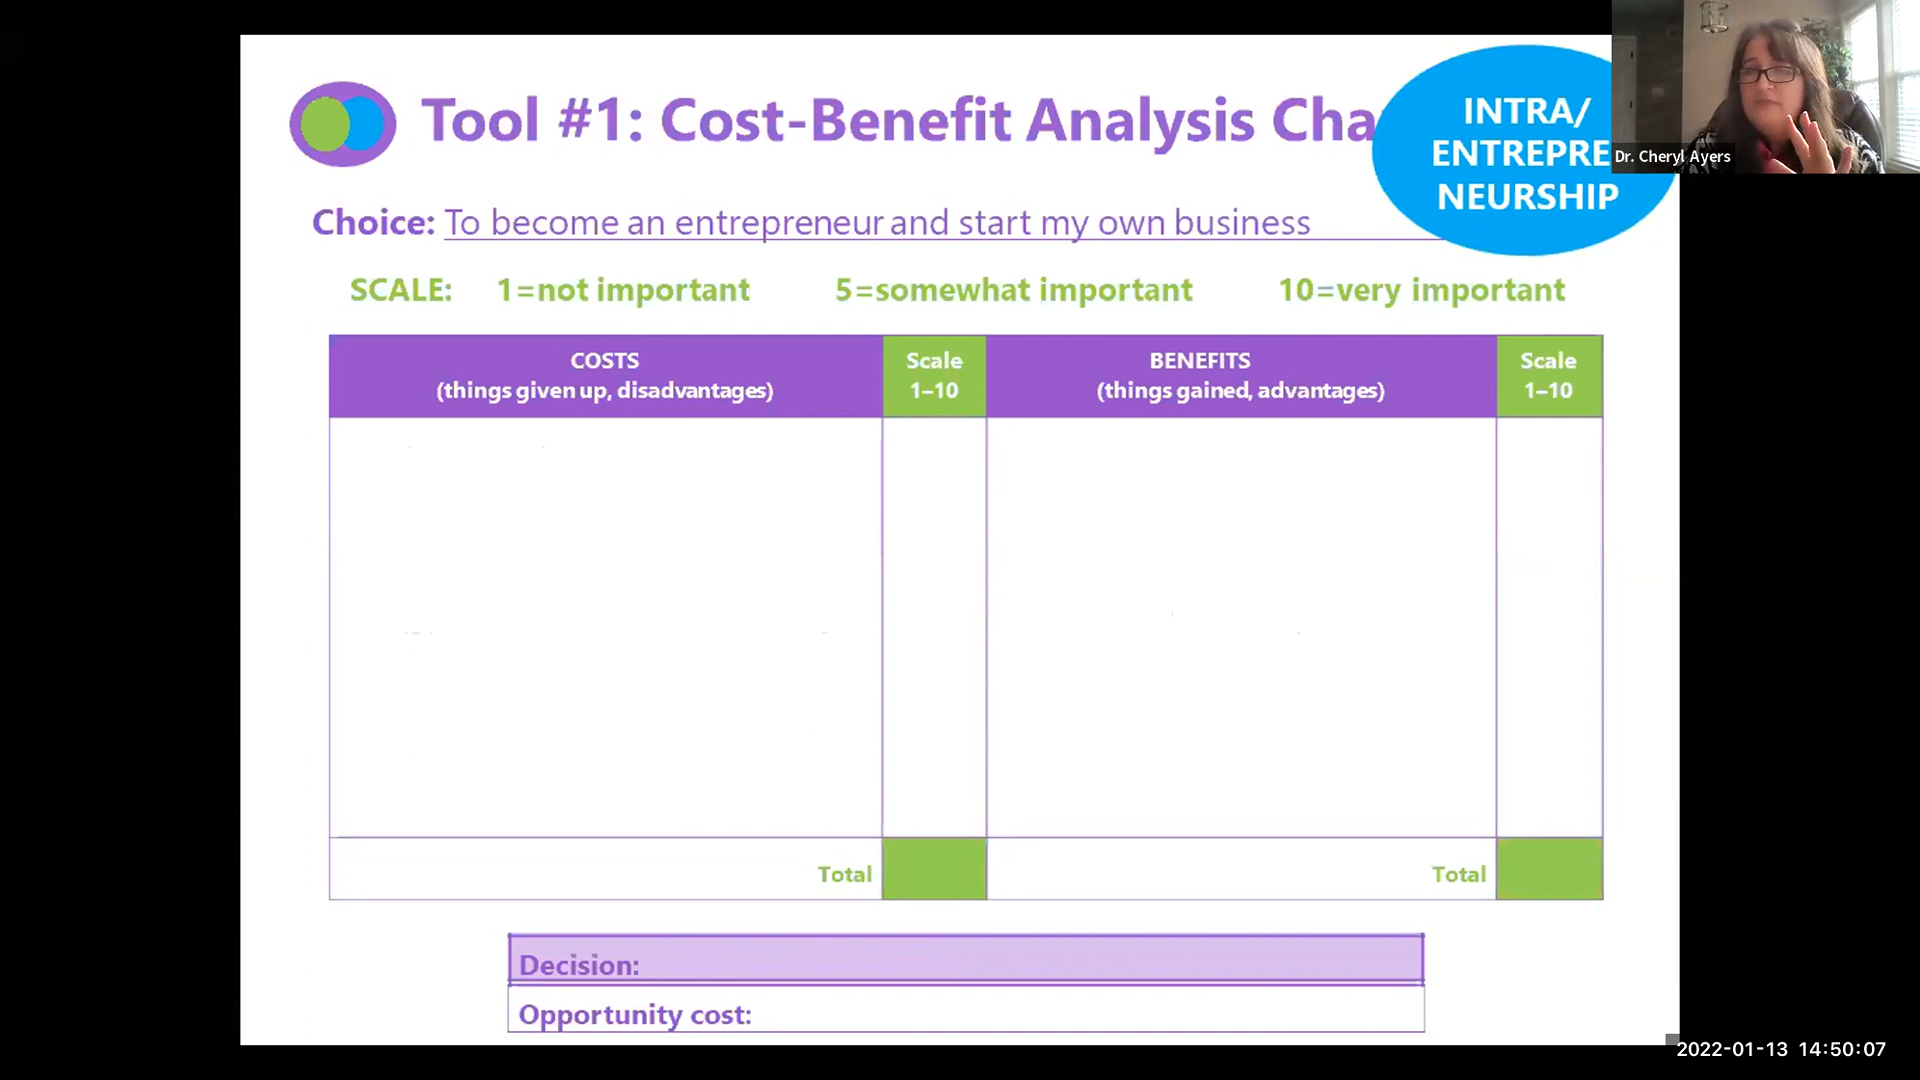 Tool #1: Cost-Benefit Analysis Cha
INTRA/
ENTREPRE
NEURSHIP
Dr. Cheryl Ayers
Choice: To become an entrepreneur and start my own business
SCALE: 1=not important 5=somewhat important 10=very important
COSTS
(things given up, disadvantages)
Scale
1–10
BENEFITS
(things gained, advantages)
Scale
1–10
Total
Total
Decision:
Opportunity cost:
2022-01-13 14:50:07